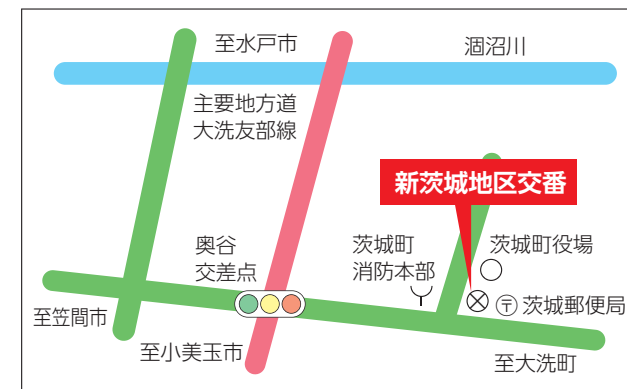 至水戸市
涸沼川
主要地方道
大洗友部線
新茨城地区交番
奥谷
交差点
茨城町
消防本部
茨城町役場
〒茨城郵便局
至笠間市
至小美玉市
至大洗町